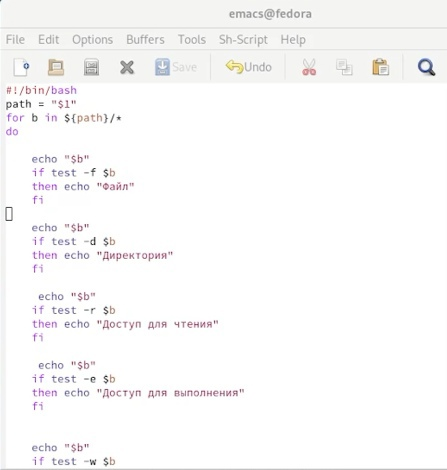 emacs@fedora
File Edit Options Buffers Tools Sh-Script Help
Save Undo
#!/bin/bash
path = "$1"
for b in ${path}/*
do
echo "$b"
if test -f $b
then echo "Файл"
fi
echo "$b"
if test -d $b
then echo "Директория"
fi
echo "$b"
if test -r $b
then echo "Доступ для чтения"
fi
echo "$b"
if test -e $b
then echo "Доступ для выполнения"
fi
echo "$b"
if test -w $b